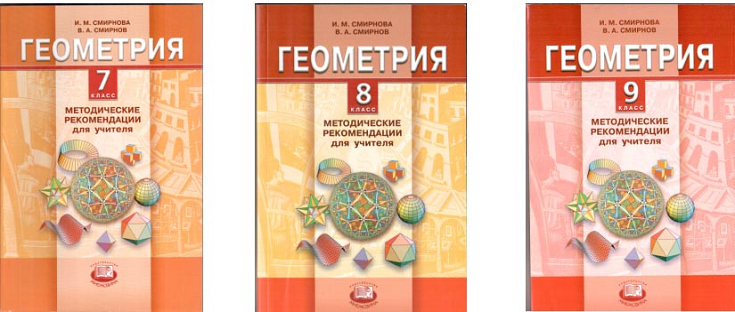 И. М. СМИРНОВА
В. А. СМИРНОВ
ГЕОМЕТРИЯ
7
КЛАСС
МЕТОДИЧЕСКИЕ
РЕКОМЕНДАЦИИ
для учителя
И. М. СМИРНОВА
В. А. СМИРНОВ
ГЕОМЕТРИЯ
8
КЛАСС
МЕТОДИЧЕСКИЕ
РЕКОМЕНДАЦИИ
для учителя
И. М. СМИРНОВА
В. А. СМИРНОВ
ГЕОМЕТРИЯ
9
КЛАСС
МЕТОДИЧЕСКИЕ
РЕКОМЕНДАЦИИ
для учителя